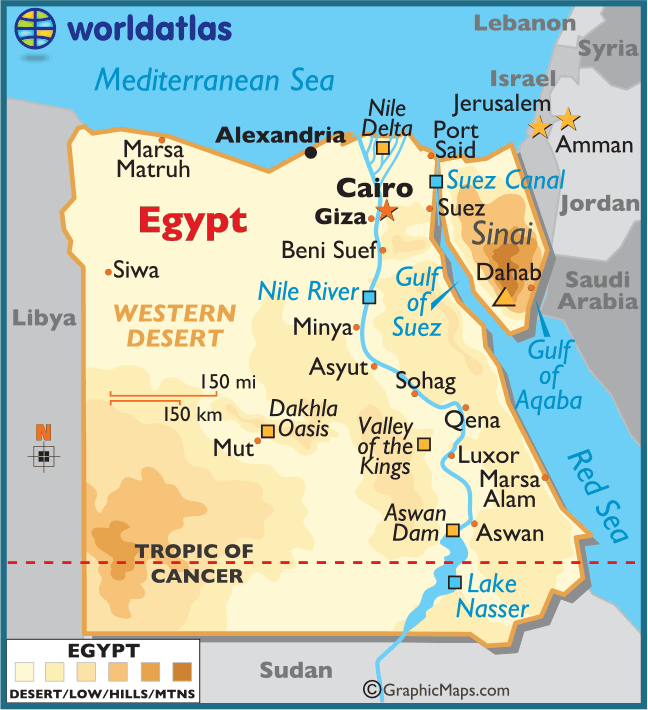 worldatlas
Lebanon
Syria
Mediterranean Sea
Israel
Jerusalem
Amman
Nile
Delta
Alexandria
Port
Said
Marsa
Matruh
Cairo
Suez Canal
Jordan
Giza
Suez
Egypt
Sinai
Beni Suef
Siwa
Dahab
Gulf
of
Suez
Saudi
Arabia
Nile River
Libya
WESTERN
DESERT
Minya
Gulf
of
Aqaba
Asyut
150 mi
150 km
Sohag
Dakhla
Oasis
Qena
N
Mut
Valley
of the
Kings
Luxor
Red Sea
Marsa
Alam
Aswan
Dam
Aswan
TROPIC OF
CANCER
Lake
Nasser
EGYPT
DESERT/LOW/HILLS/MTNS
Sudan
©GraphicMaps.com